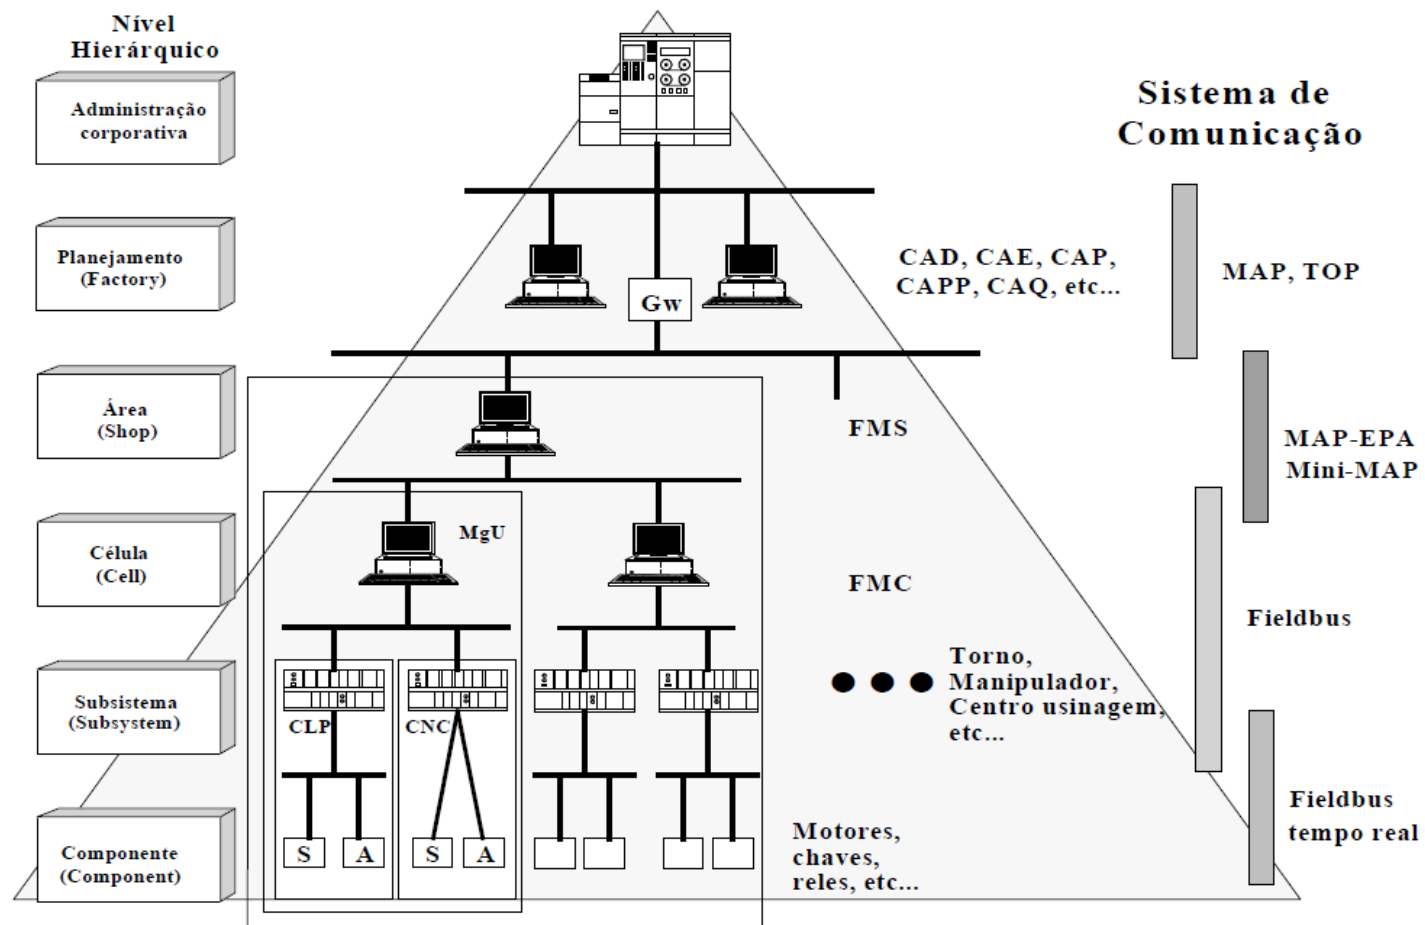 Nível
Hierárquico
Sistema de
Comunicação
Administração
corporativa
Planejamento
(Factory)
Gw
CAD, CAE, CAP,
CAPP, CAQ, etc...
MAP, TOP
Área
(Shop)
FMS
MAP-EPA
Mini-MAP
Célula
(Cell)
MgU
FMC
Fieldbus
Subsistema
(Subsystem)
CLP
CNC
Torno,
Manipulador,
Centro usinagem,
etc...
Componente
(Component)
S
A
S
A
Motores,
chaves,
reles, etc...
Fieldbus
tempo real